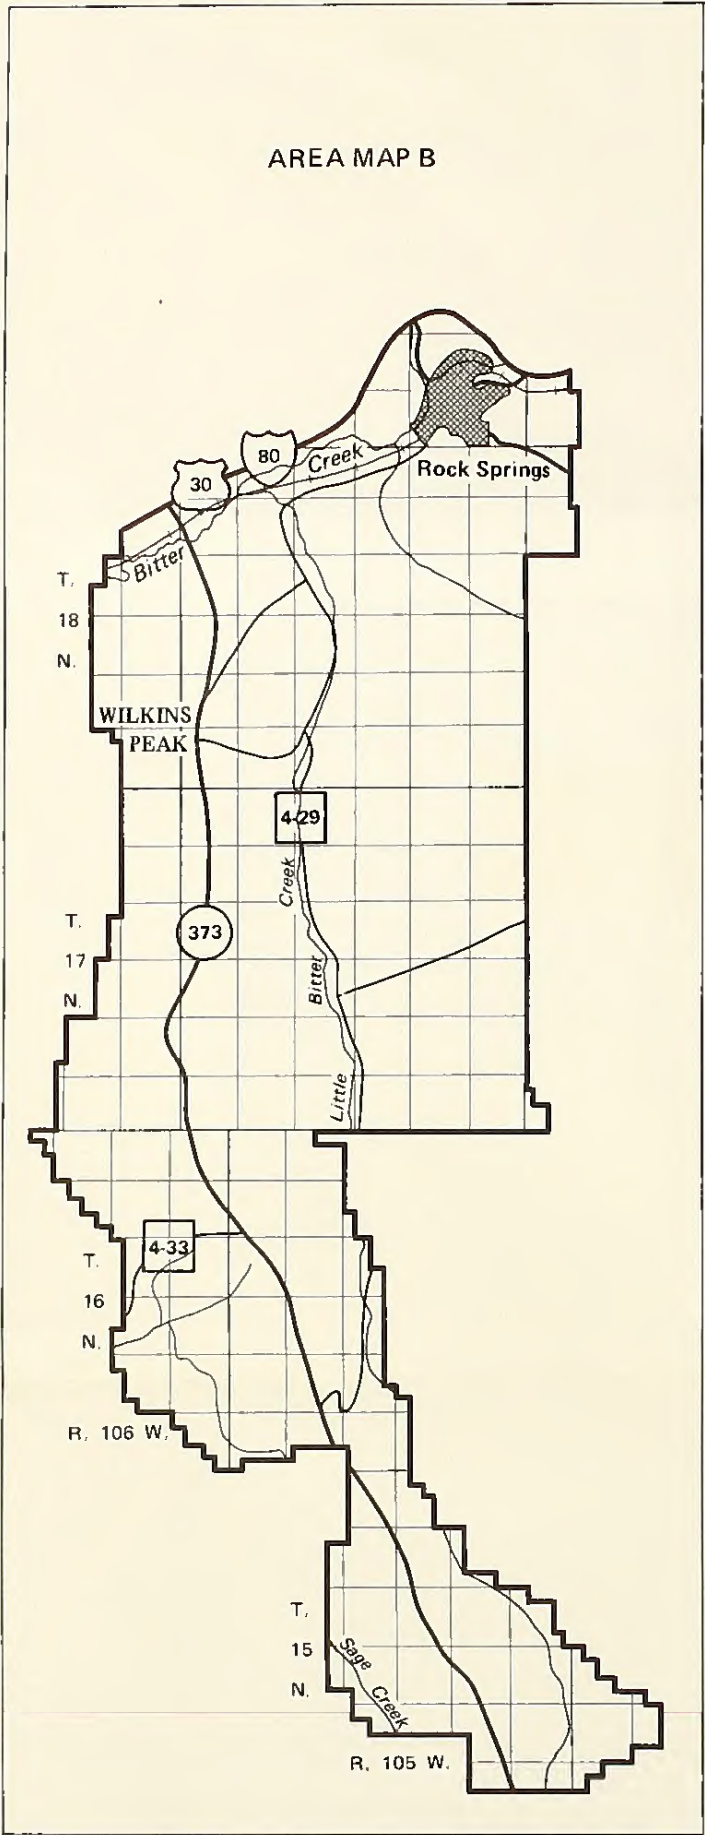 AREA MAP B
80
Creek
30
Rock Springs
Bitter
T.
18
N.
WILKINS
PEAK
4-29
Creek
T.
373
17
Bitter
N.
Little
4-33
T.
16
N.
R. 106 W.
T.
15
Sage
N.
Creek
R. 105 W.